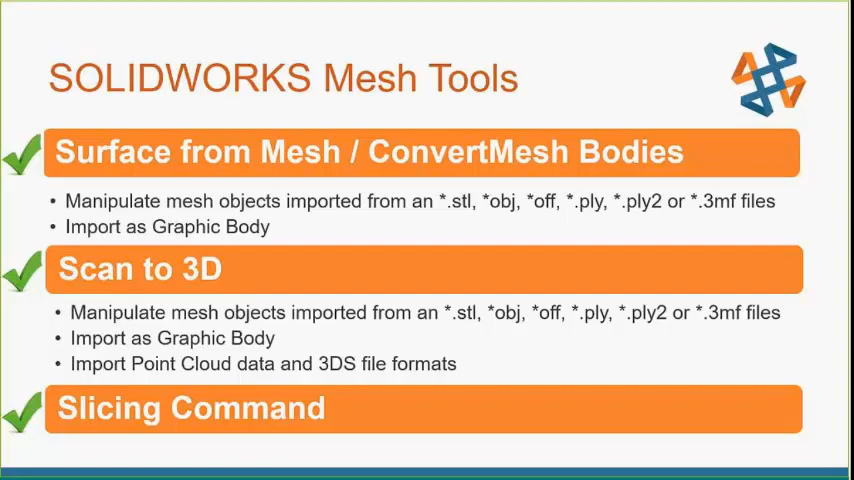 SOLIDWORKS Mesh Tools
Surface from Mesh / ConvertMesh Bodies
• Manipulate mesh objects imported from an *.stl, *obj, *off, *.ply, *.ply2 or *.3mf files
• Import as Graphic Body
Scan to 3D
• Manipulate mesh objects imported from an *.stl, *obj, *off, *.ply, *.ply2 or *.3mf files
• Import as Graphic Body
• Import Point Cloud data and 3DS file formats
Slicing Command